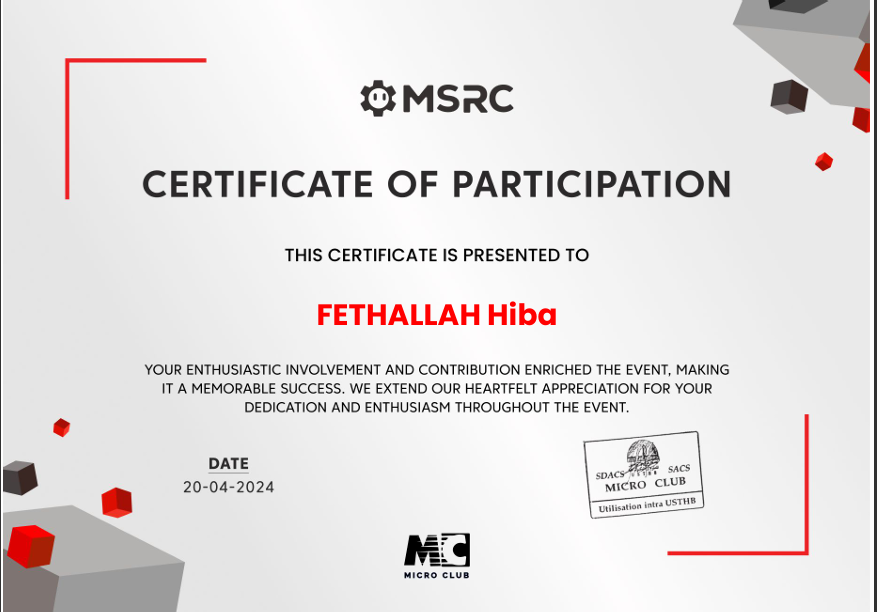 MSRC
CERTIFICATE OF PARTICIPATION
THIS CERTIFICATE IS PRESENTED TO
FETHALLAH Hiba
YOUR ENTHUSIASTIC INVOLVEMENT AND CONTRIBUTION ENRICHED THE EVENT, MAKING
IT A MEMORABLE SUCCESS. WE EXTEND OUR HEARTFELT APPRECIATION FOR YOUR
DEDICATION AND ENTHUSIASM THROUGHOUT THE EVENT.
DATE
20-04-2024
USTHB
SDACS SACS
MICRO CLUB
Utilisation intra USTHB
MC
MICRO CLUB